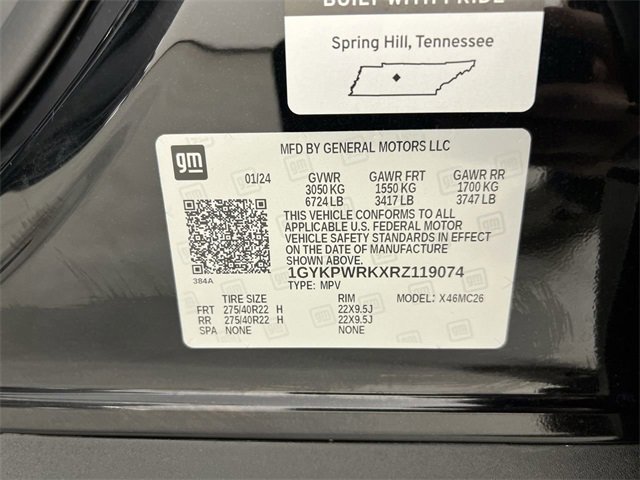 BUILT WITH PRIDE
Spring Hill, Tennessee
gm
MFD BY GENERAL MOTORS LLC
01/24 GVWR GAWR FRT GAWR RR
3050 KG 1550 KG 1700 KG
6724 LB 3417 LB 3747 LB
THIS VEHICLE CONFORMS TO ALL
APPLICABLE U.S. FEDERAL MOTOR
VEHICLE SAFETY STANDARDS IN EFFECT
ON THE DATE OF MANUFACTURE
SHOWN ABOVE.
384A
1GYKPWRKXRZ119074
TYPE: MPV
TIRE SIZE RIM MODEL: X46MC26
FRT 275/40R22 H 22X9.5J
RR 275/40R22 H 22X9.5J
SPA NONE NONE